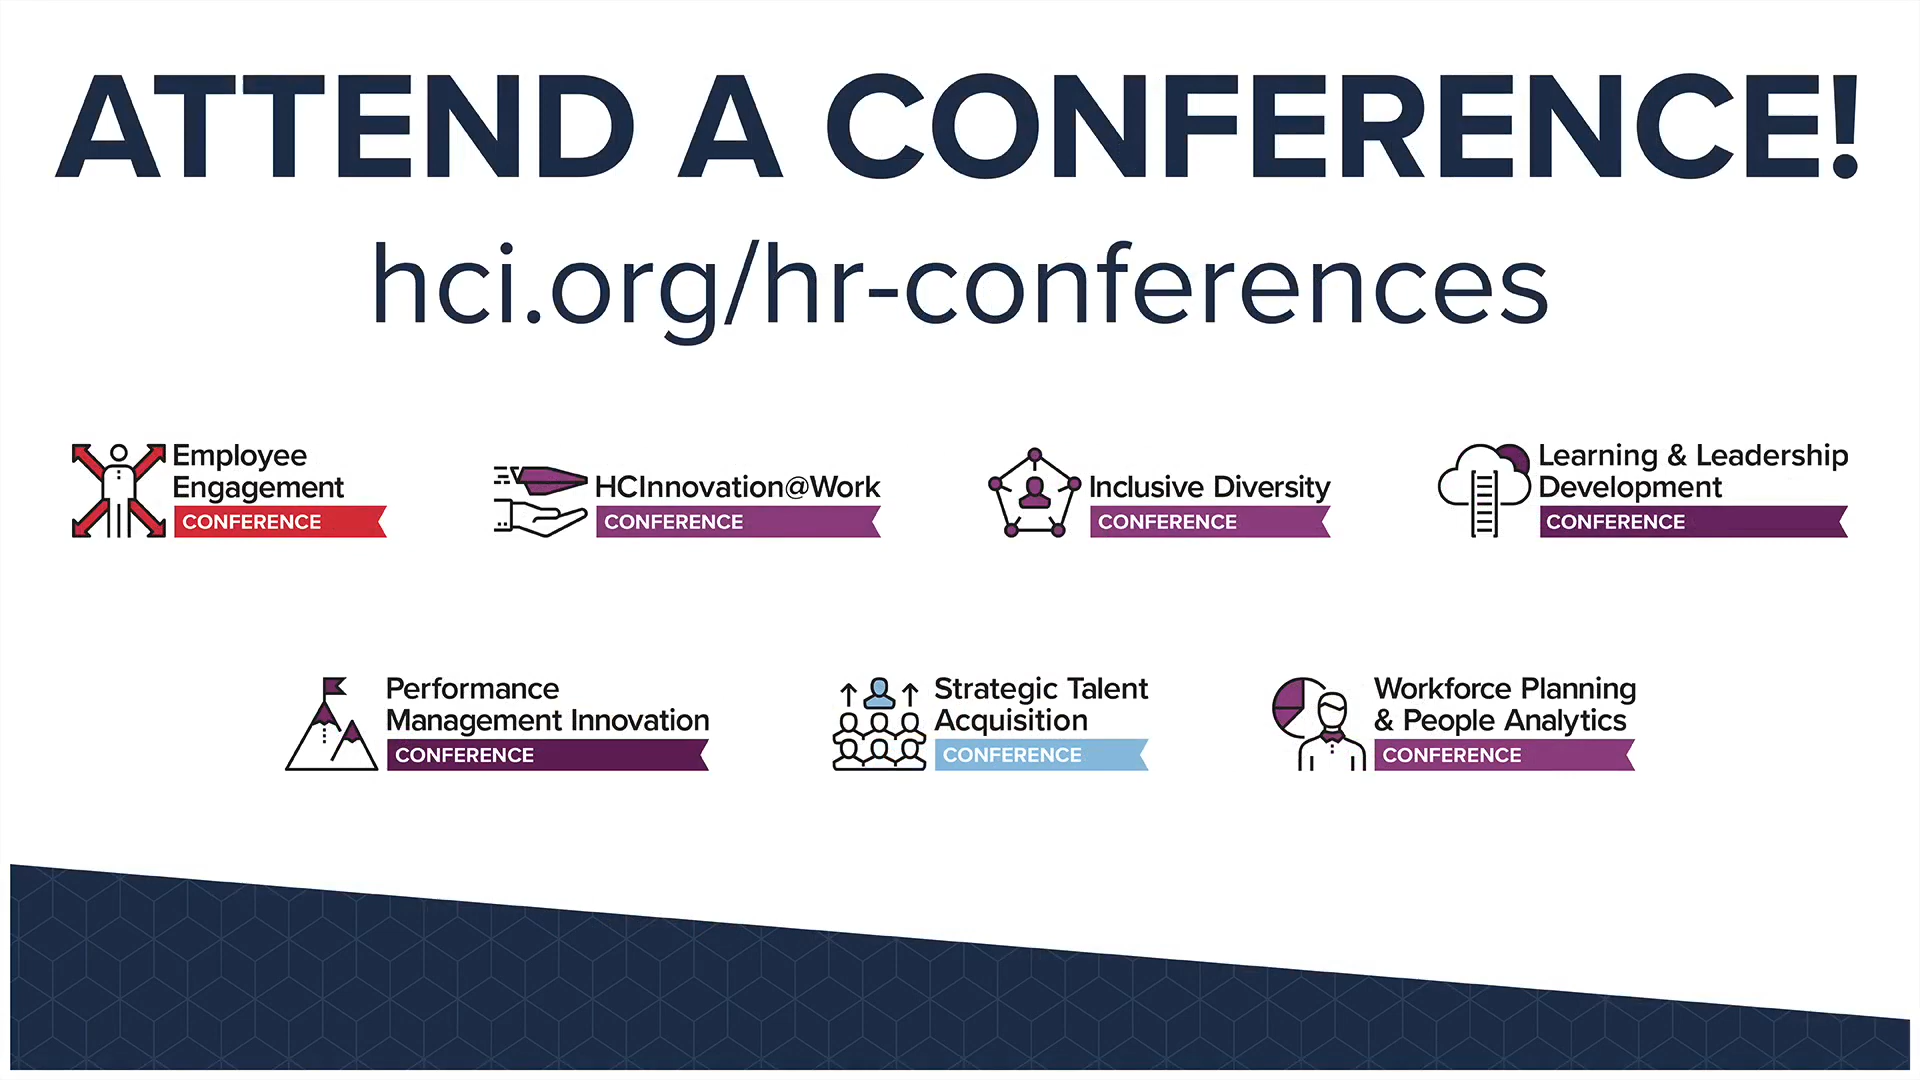 ATTEND A CONFERENCE!
hci.org/hr-conferences
Employee
Engagement
CONFERENCE
HCInnovation@Work
CONFERENCE
Inclusive Diversity
CONFERENCE
Learning & Leadership
Development
CONFERENCE
Performance
Management Innovation
CONFERENCE
Strategic Talent
Acquisition
CONFERENCE
Workforce Planning
& People Analytics
CONFERENCE